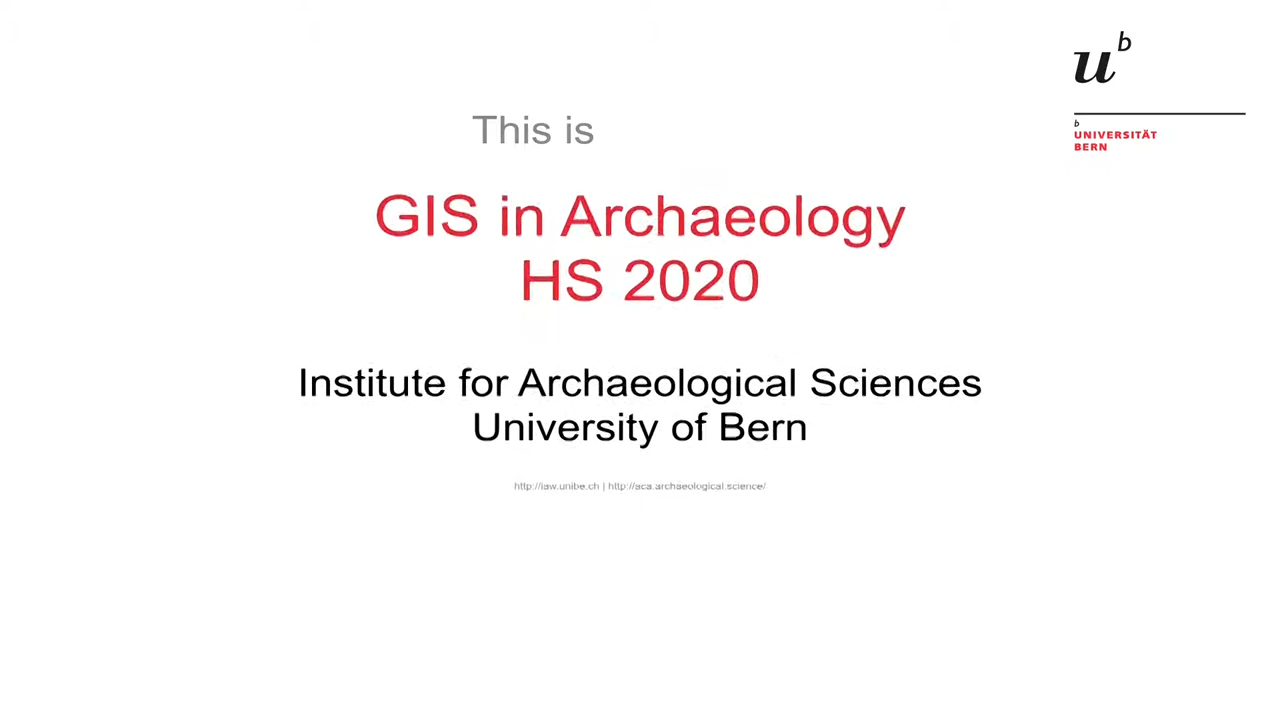 u^b
b
UNIVERSITÄT
BERN
This is
GIS in Archaeology
HS 2020
Institute for Archaeological Sciences
University of Bern
http://iaw.unibe.ch | http://aca.archaeological.science/